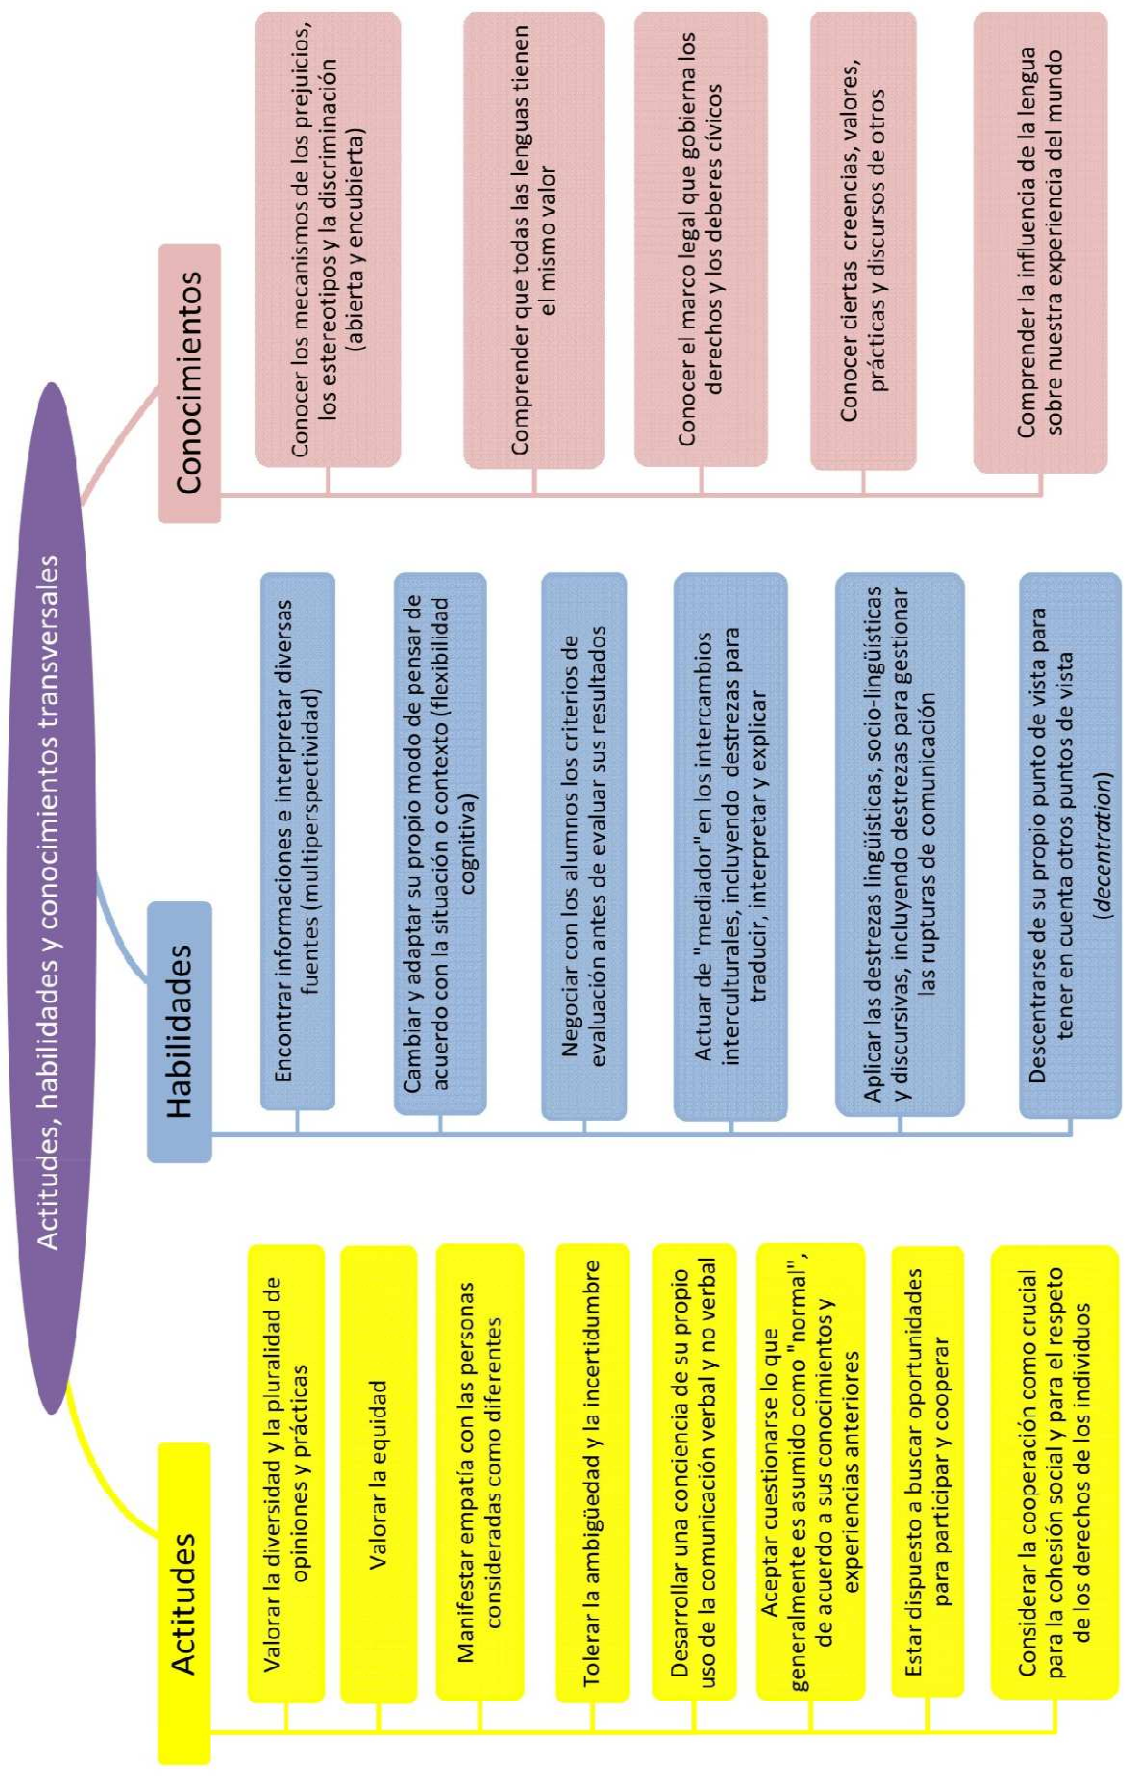 Actitudes, habilidades y conocimientos transversales
Actitudes
Valorar la diversidad y la pluralidad de
opiniones y prácticas
Valorar la equidad
Manifestar empatía con las personas
consideradas como diferentes
Tolerar la ambigüedad y la incertidumbre
Desarrollar una conciencia de su propio
uso de la comunicación verbal y no verbal
Aceptar cuestionarse lo que
generalmente es asumido como "normal",
de acuerdo a sus conocimientos y
experiencias anteriores
Estar dispuesto a buscar oportunidades
para participar y cooperar
Considerar la cooperación como crucial
para la cohesión social y para el respeto
de los derechos de los individuos
Habilidades
Encontrar informaciones e interpretar diversas
fuentes (multiperspectividad)
Cambiar y adaptar su propio modo de pensar de
acuerdo con la situación o contexto (flexibilidad
cognitiva)
Negociar con los alumnos los criterios de
evaluación antes de evaluar sus resultados
Actuar de "mediador"en los intercambios
interculturales, incluyendo destrezas para
traducir, interpretar y explicar
Aplicar las destrezas lingüísticas, socio-lingüísticas
y discursivas, incluyendo destrezas para gestionar
las rupturas de comunicación
Descentrarse de su propio punto de vista para
tener en cuenta otros puntos de vista
(decentration)
Conocimientos
Conocer los mecanismos de los prejuicios,
los estereotipos y la discriminación
(abierta y encubierta)
Comprender que todas las lenguas tienen
el mismo valor
Conocer el marco legal que gobierna los
derechos y los deberes cívicos
Conocer ciertas creencias, valores,
prácticas y discursos de otros
Comprender la influencia de la lengua
sobre nuestra experiencia del mundo